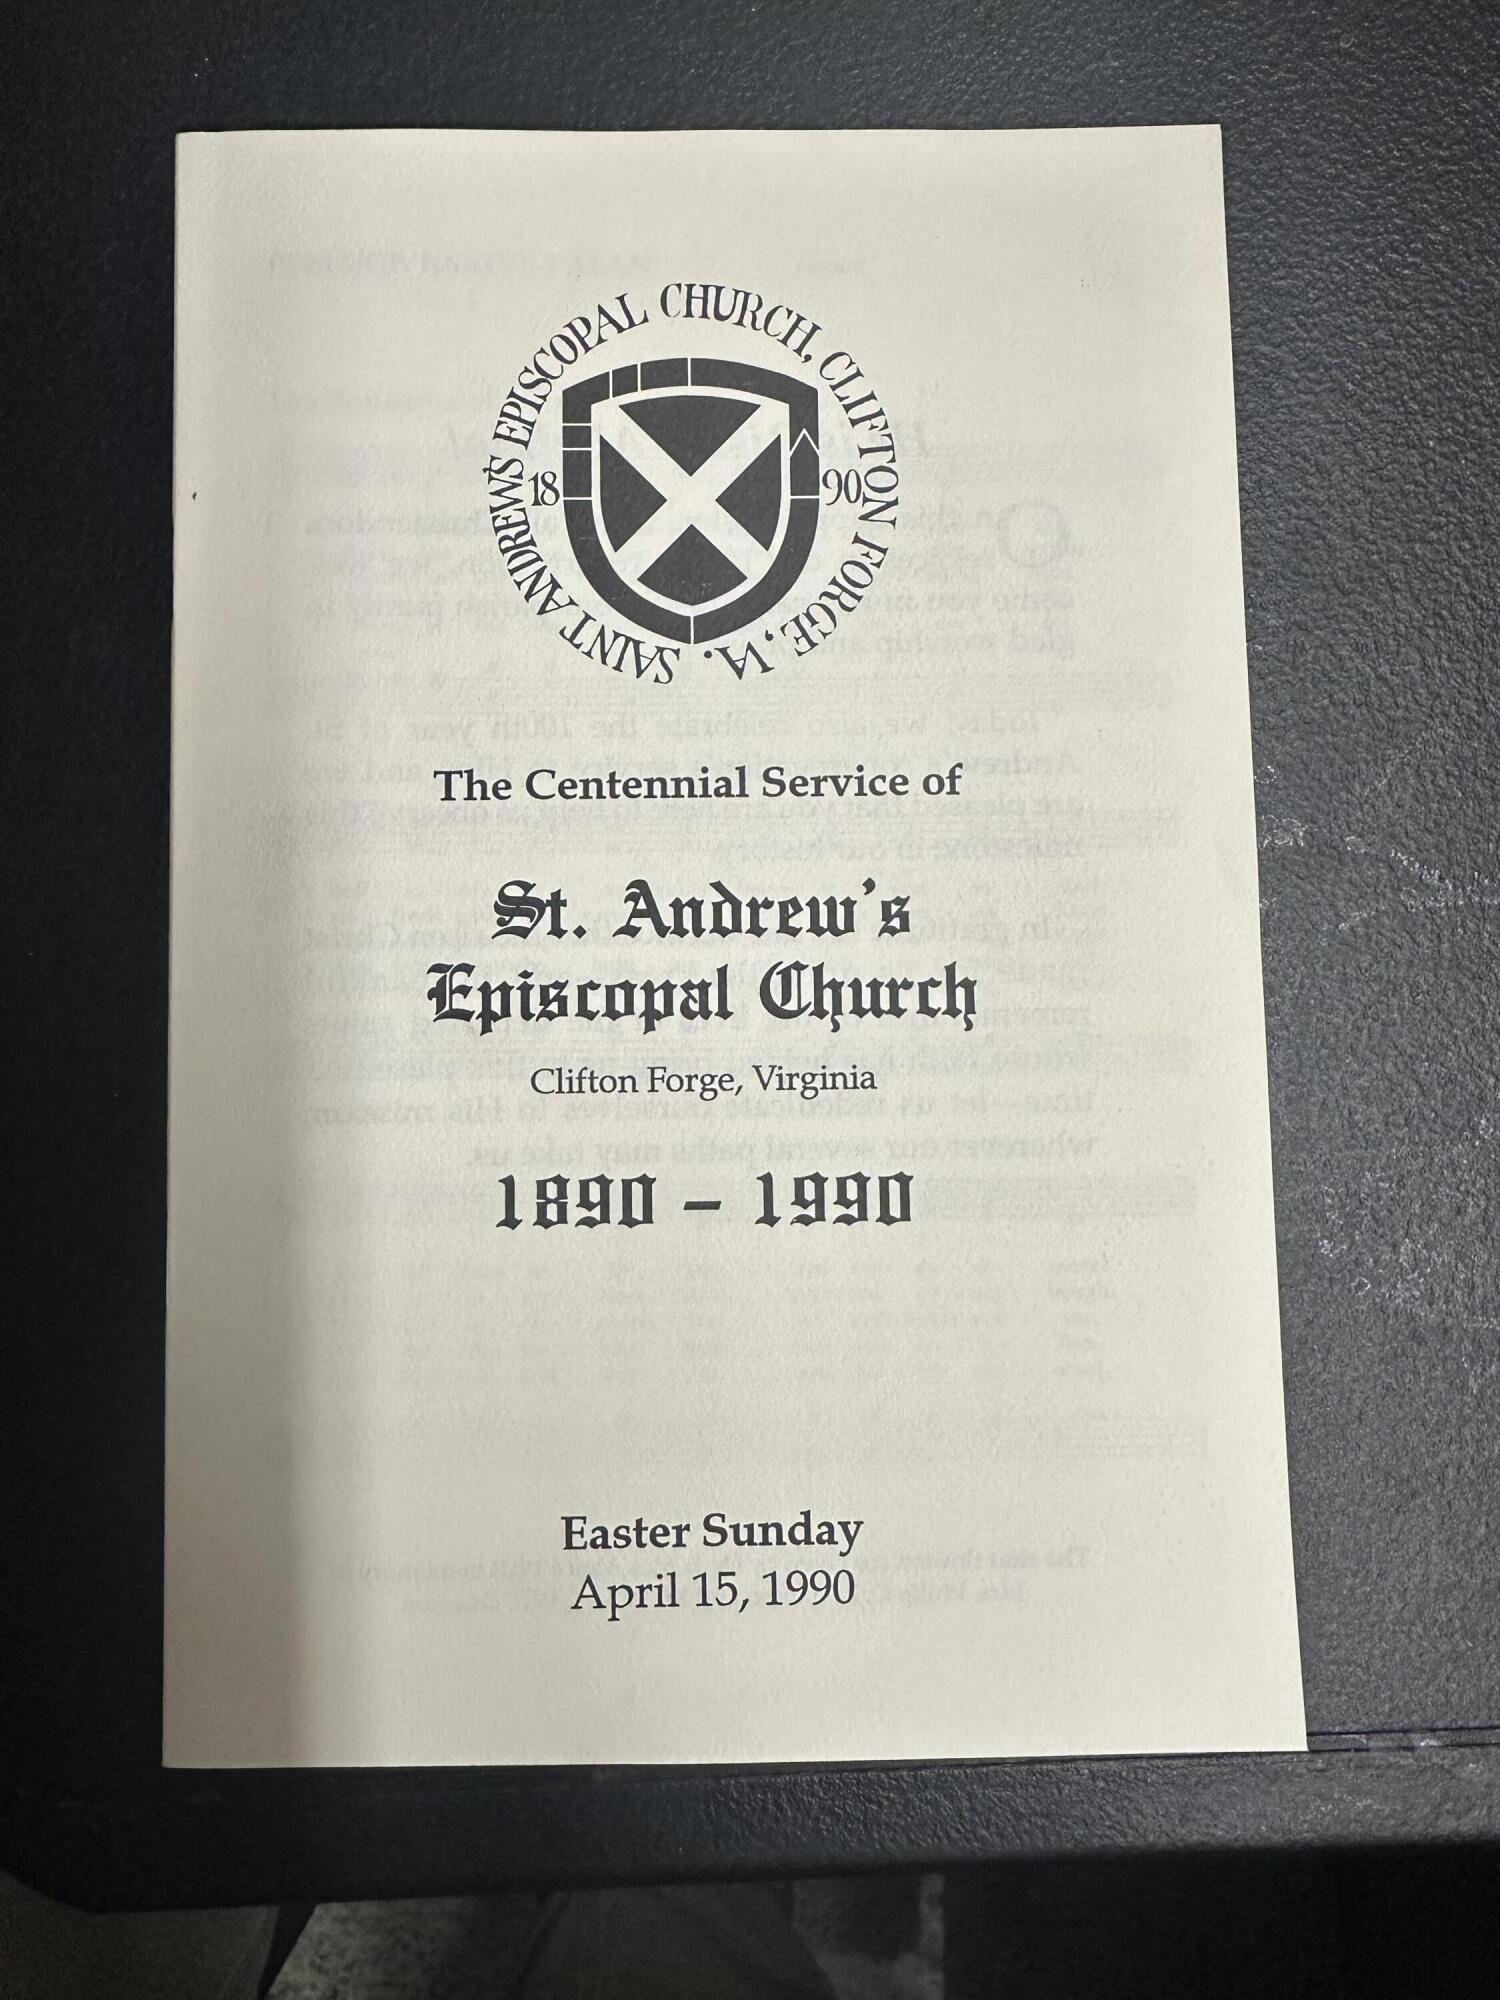 SAINT ANDREW'S EPISCOPAL CHURCH, CLIFTON FORGE, VA.
18 90
The Centennial Service of
St. Andrew's
Episcopal Church
Clifton Forge, Virginia
1890 – 1990
Easter Sunday
April 15, 1990